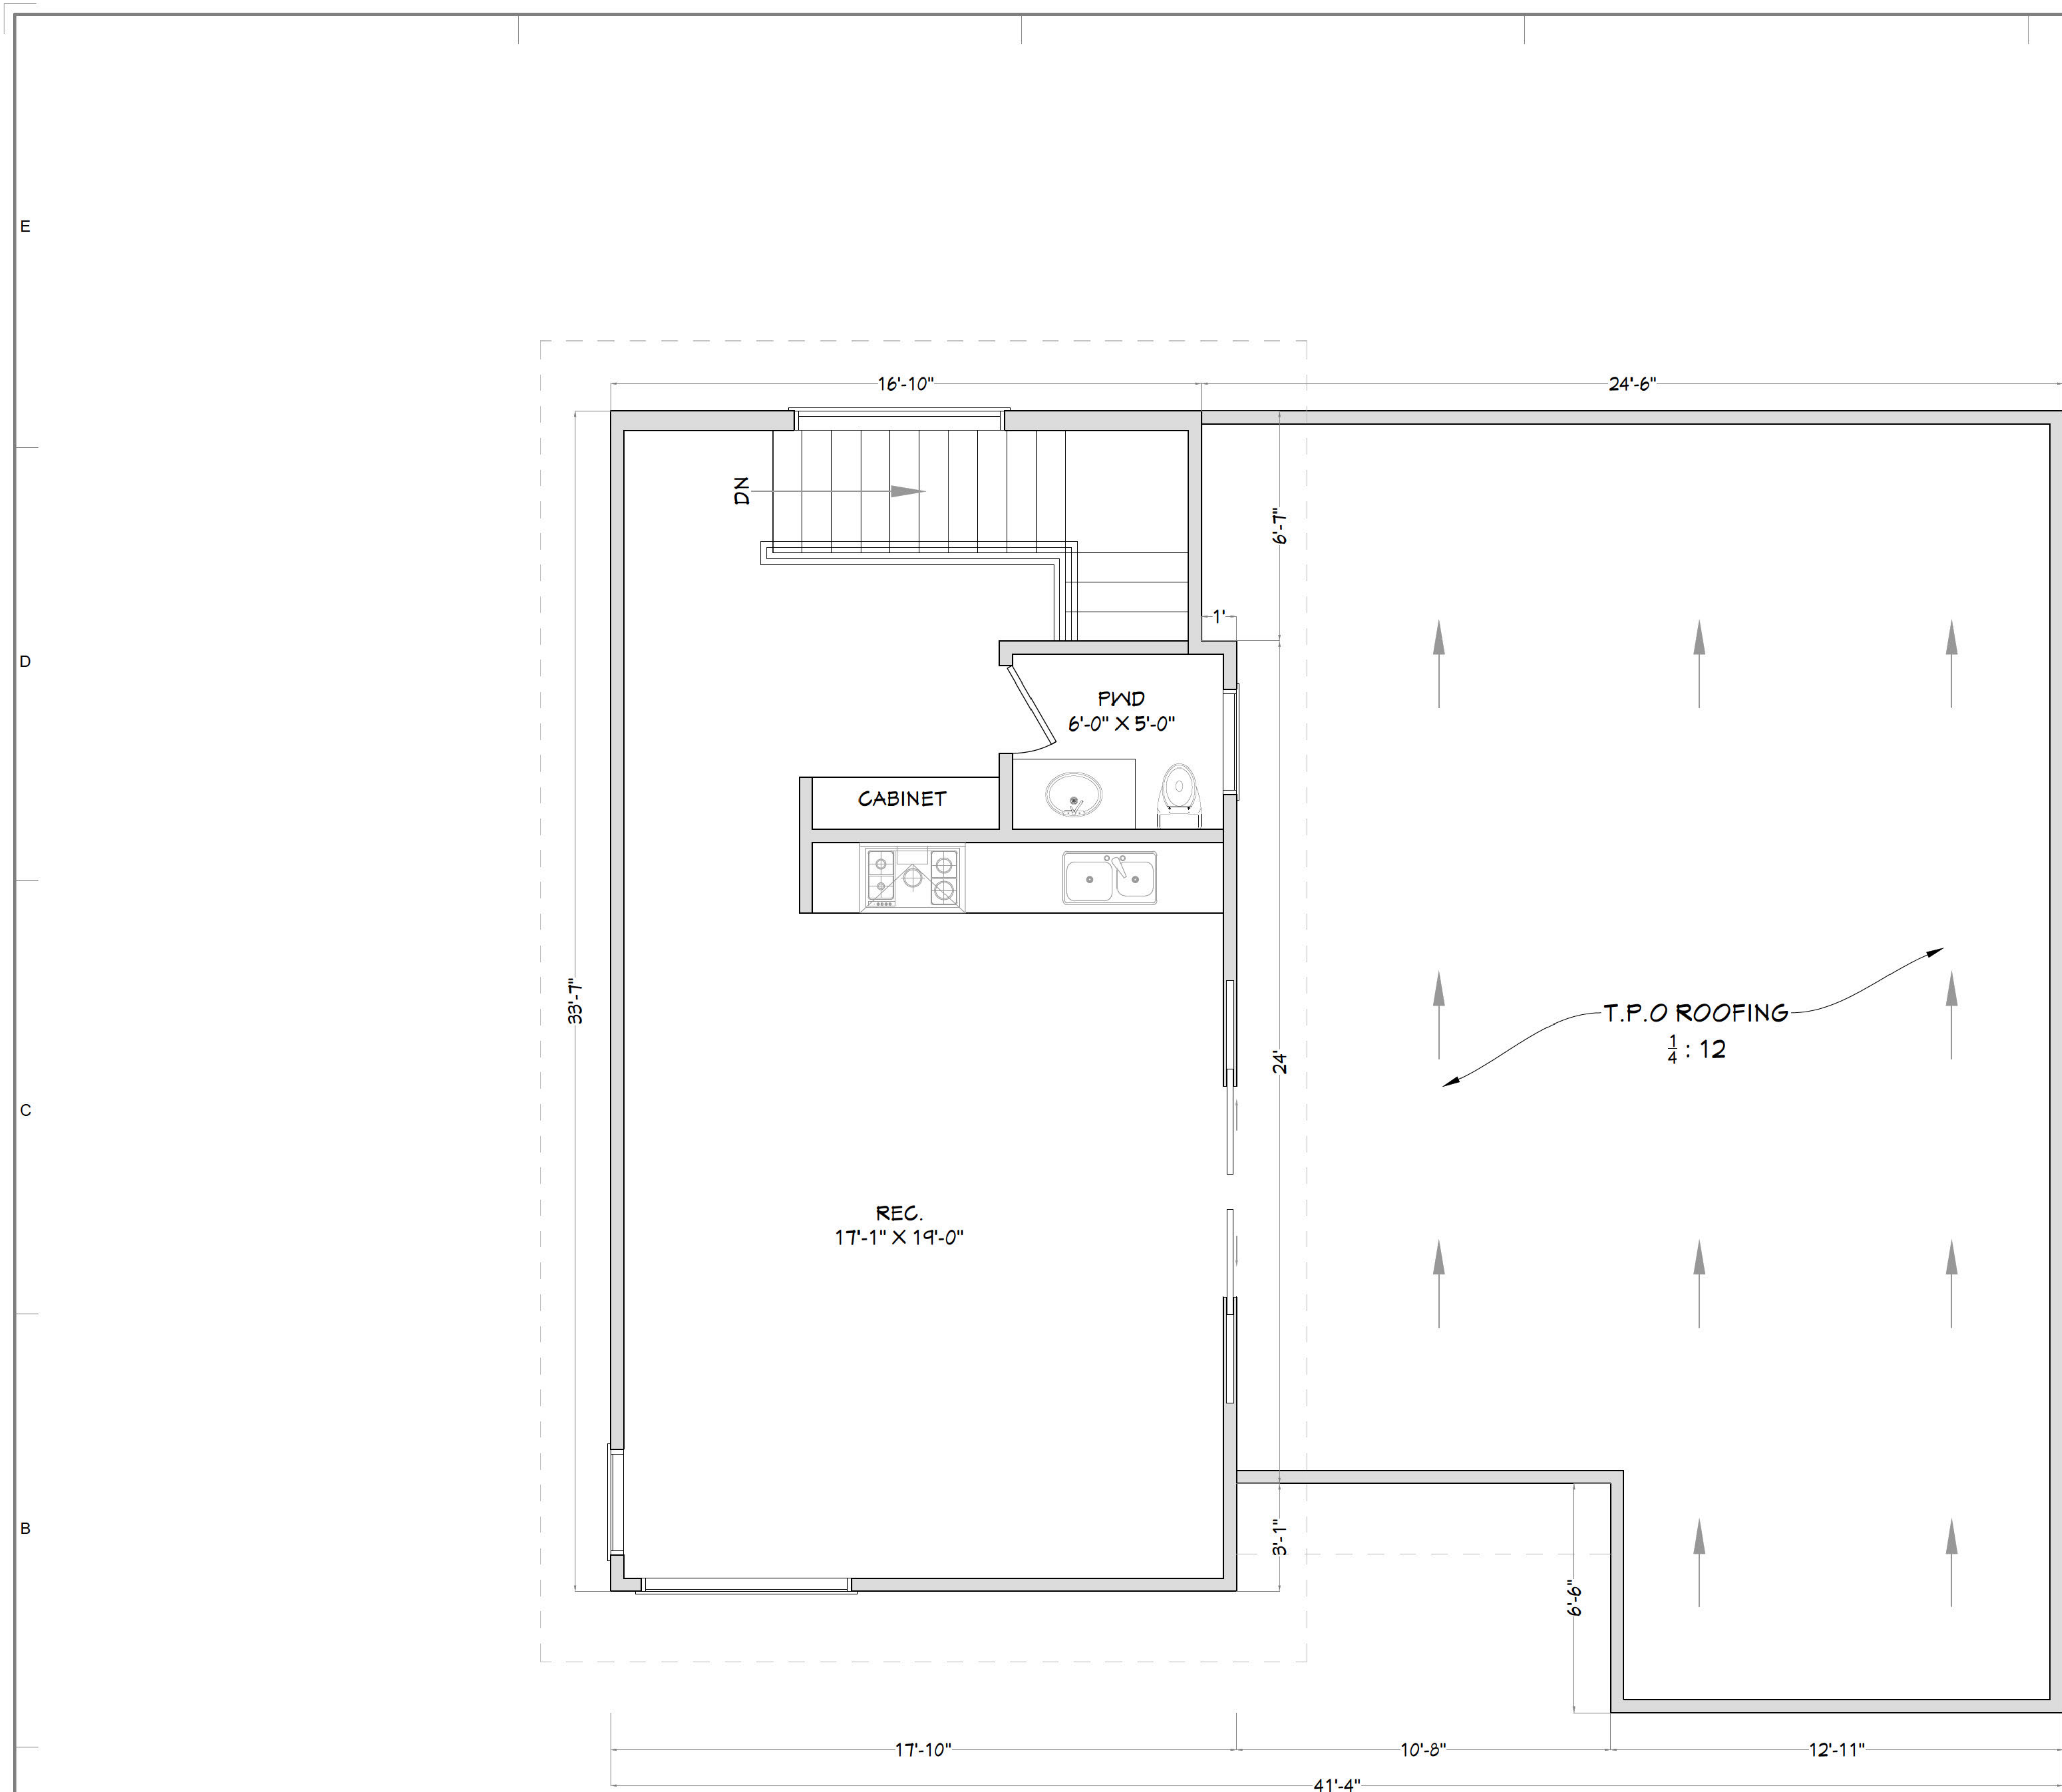 E
16'-10"
24'-6"
DN
6'-7"
1'
D
PWD
6'-0" X 5'-0"
CABINET
33'-7"
T.P.O ROOFING
1/4 : 12
24'
C
REC.
17'-1" X 19'-0"
B
3'-1"
6'-6"
17'-10"
10'-8"
12'-11"
41'-4"